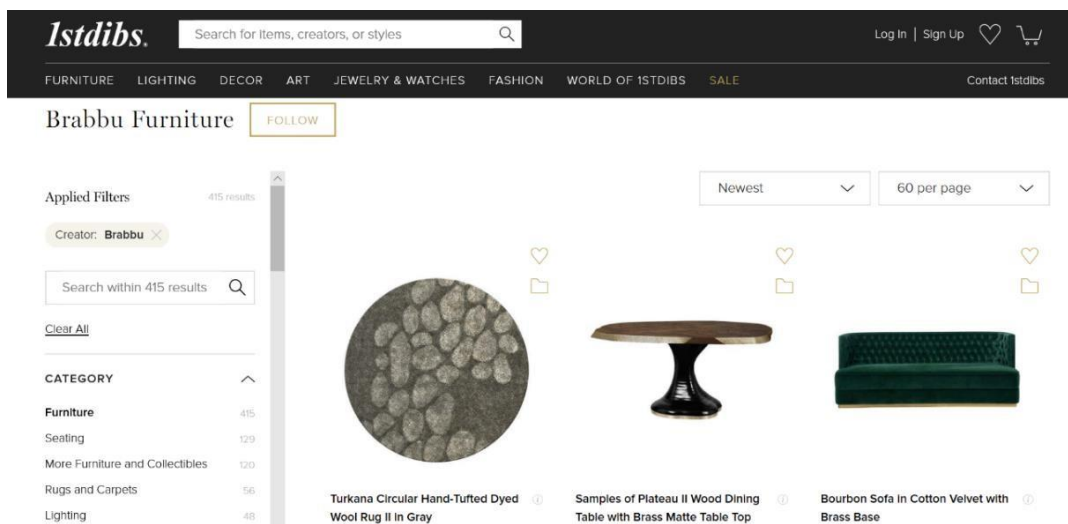 1stdibs.
Search for items, creators, or styles
Log In | Sign Up
FURNITURE LIGHTING DECOR ART JEWELRY & WATCHES FASHION WORLD OF 1STDIBS SALE Contact 1stdibs
Brabbu Furniture FOLLOW
Applied Filters 415 results
Newest
60 per page
Creator: Brabbu
Search within 415 results
Clear All
CATEGORY
Furniture 415
Seating 129
More Furniture and Collectibles 120
Rugs and Carpets 56
Lighting 48
Turkana Circular Hand-Tufted Dyed
Wool Rug II in Gray
Samples of Plateau II Wood Dining
Table with Brass Matte Table Top
Bourbon Sofa in Cotton Velvet with
Brass Base